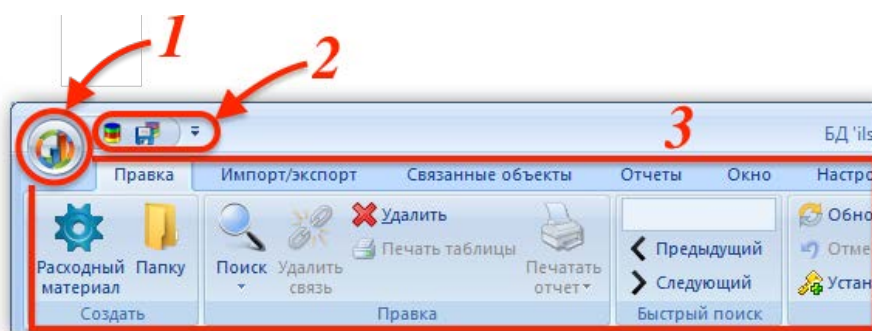 1
2
3
БД 'ils
Правка Импорт/экспорт Связанные объекты Отчеты Окно Настро
Удалить Обно
Печать таблицы Предыдущий Отме
Расходный материал Папку Поиск Удалить связь Печатать отчет Следующий Устан
Создать Правка Быстрый поиск